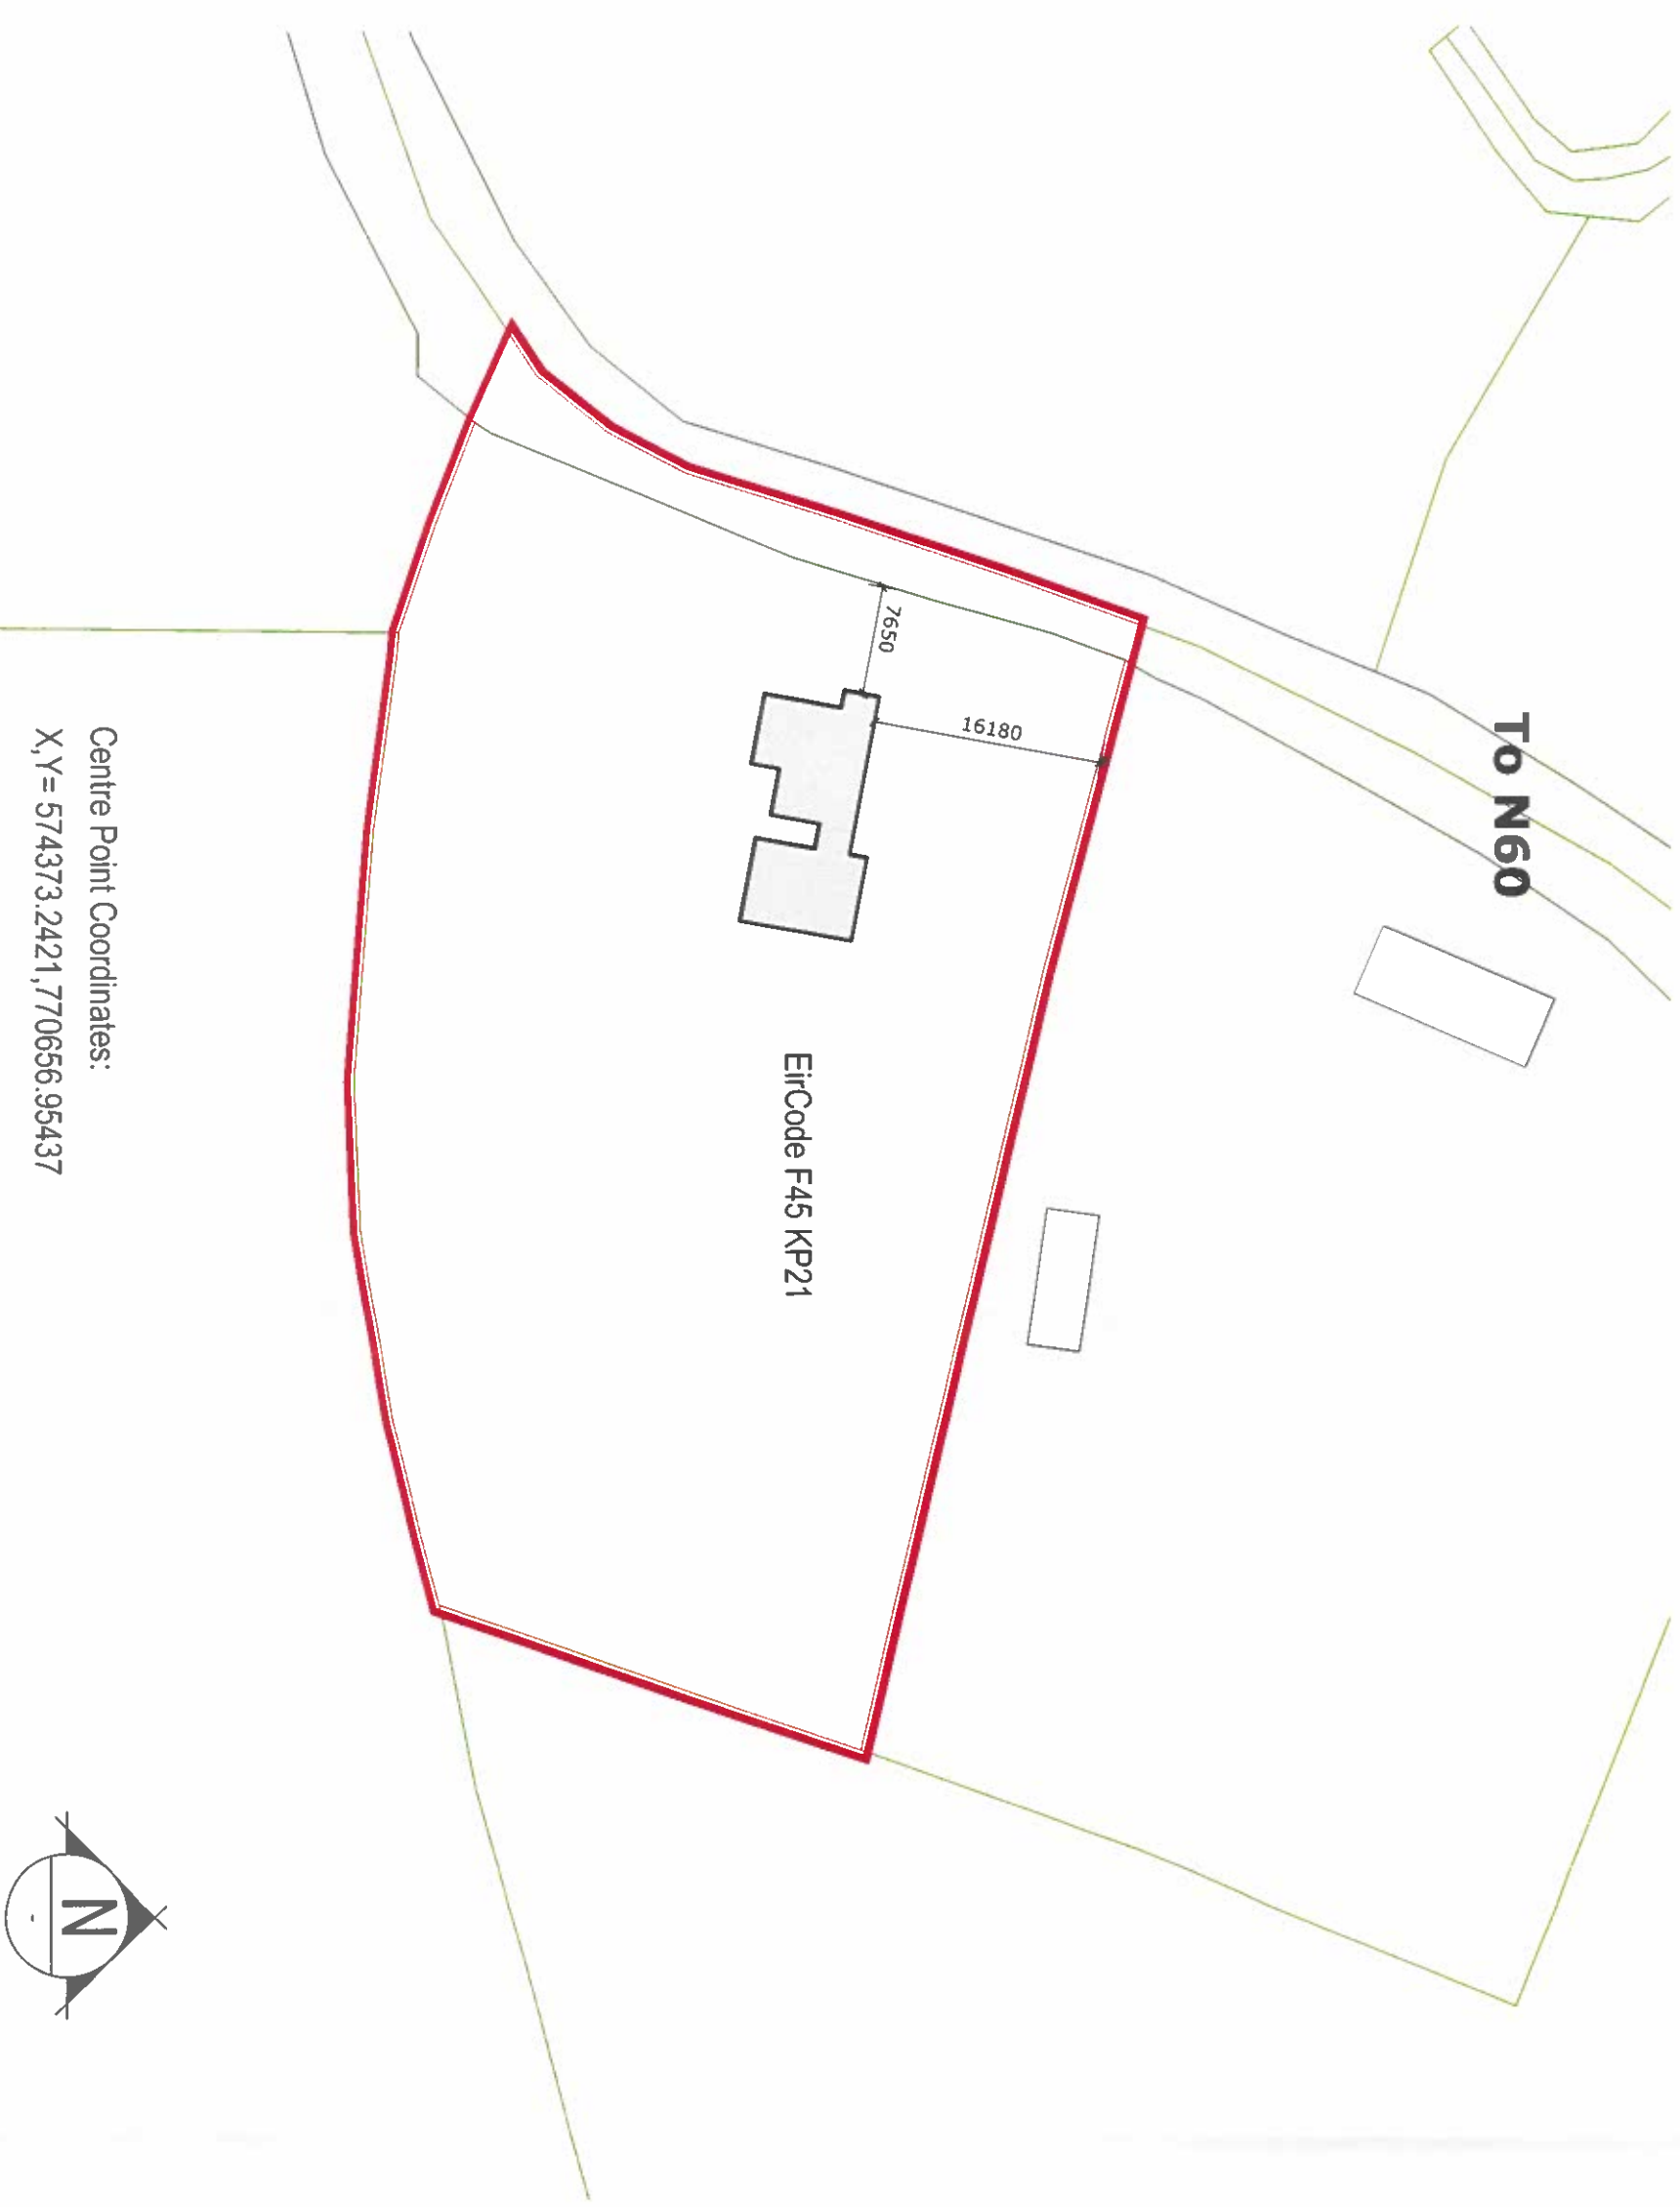 To N60
7650
16180
EirCode F45 KP21
Centre Point Coordinates:
X,Y= 574373.2421,770656.95437
N